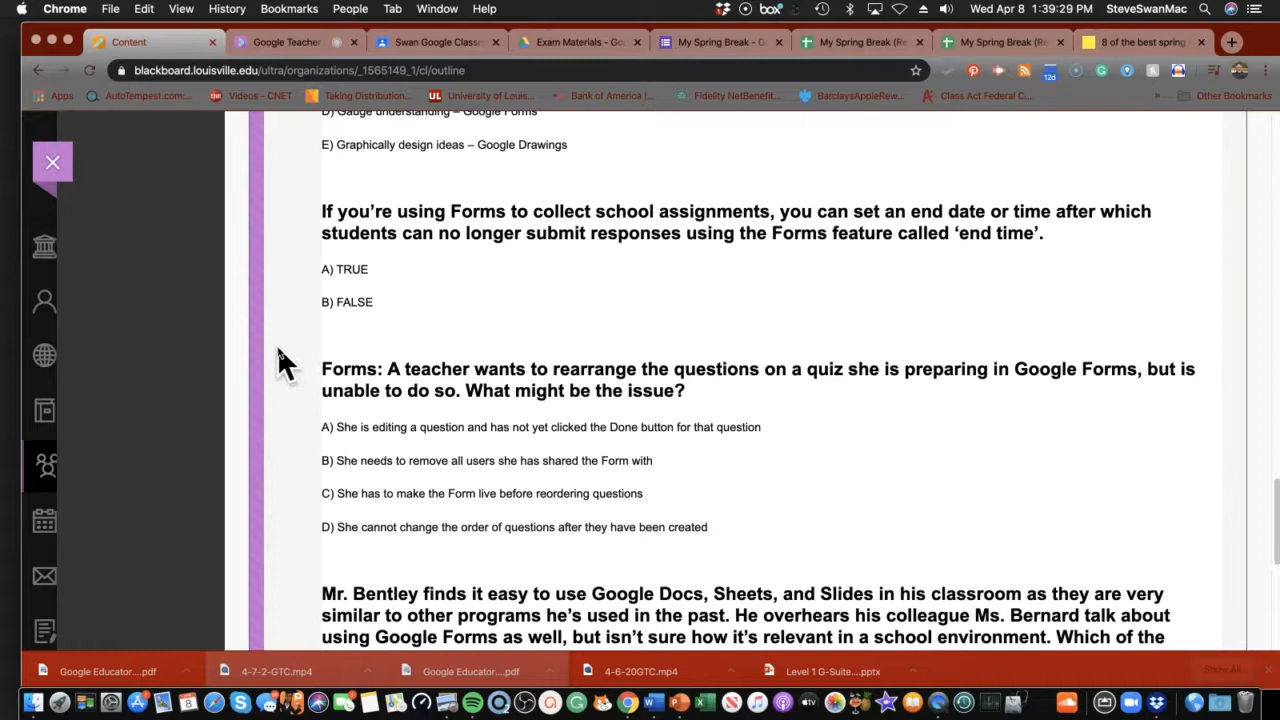 Chrome File Edit View History Bookmarks People Tab Window Help
Wed Apr 8 1:39:29 PM SteveSwanMac
Content
Google Teacher
Swan Google Class
Exam Materials - Go
My Spring Break - G
My Spring Break (Re
My Spring Break (Re
8 of the best spring
blackboard.louisville.edu/ultra/organizations/_1565149_1/cl/outline
12d
Apps
AutoTempest.com:...
Videos - CNET
Taking Distribution...
University of Louis...
Bank of America |...
Fidelity NetBenefit...
BarclaysAppleRew...
Class Act Federal C...
Other Bookmarks
D) Gauge understanding – Google Forms
E) Graphically design ideas – Google Drawings
If you’re using Forms to collect school assignments, you can set an end date or time after which
students can no longer submit responses using the Forms feature called ‘end time’.
A) TRUE
B) FALSE
Forms: A teacher wants to rearrange the questions on a quiz she is preparing in Google Forms, but is
unable to do so. What might be the issue?
A) She is editing a question and has not yet clicked the Done button for that question
B) She needs to remove all users she has shared the Form with
C) She has to make the Form live before reordering questions
D) She cannot change the order of questions after they have been created
Mr. Bentley finds it easy to use Google Docs, Sheets, and Slides in his classroom as they are very
similar to other programs he’s used in the past. He overhears his colleague Ms. Bernard talk about
using Google Forms as well, but isn’t sure how it’s relevant in a school environment. Which of the
Google Educator....pdf
4-7-2-GTC.mp4
Google Educator....pdf
4-6-20GTC.mp4
Level 1 G-Suite....pptx
Show All